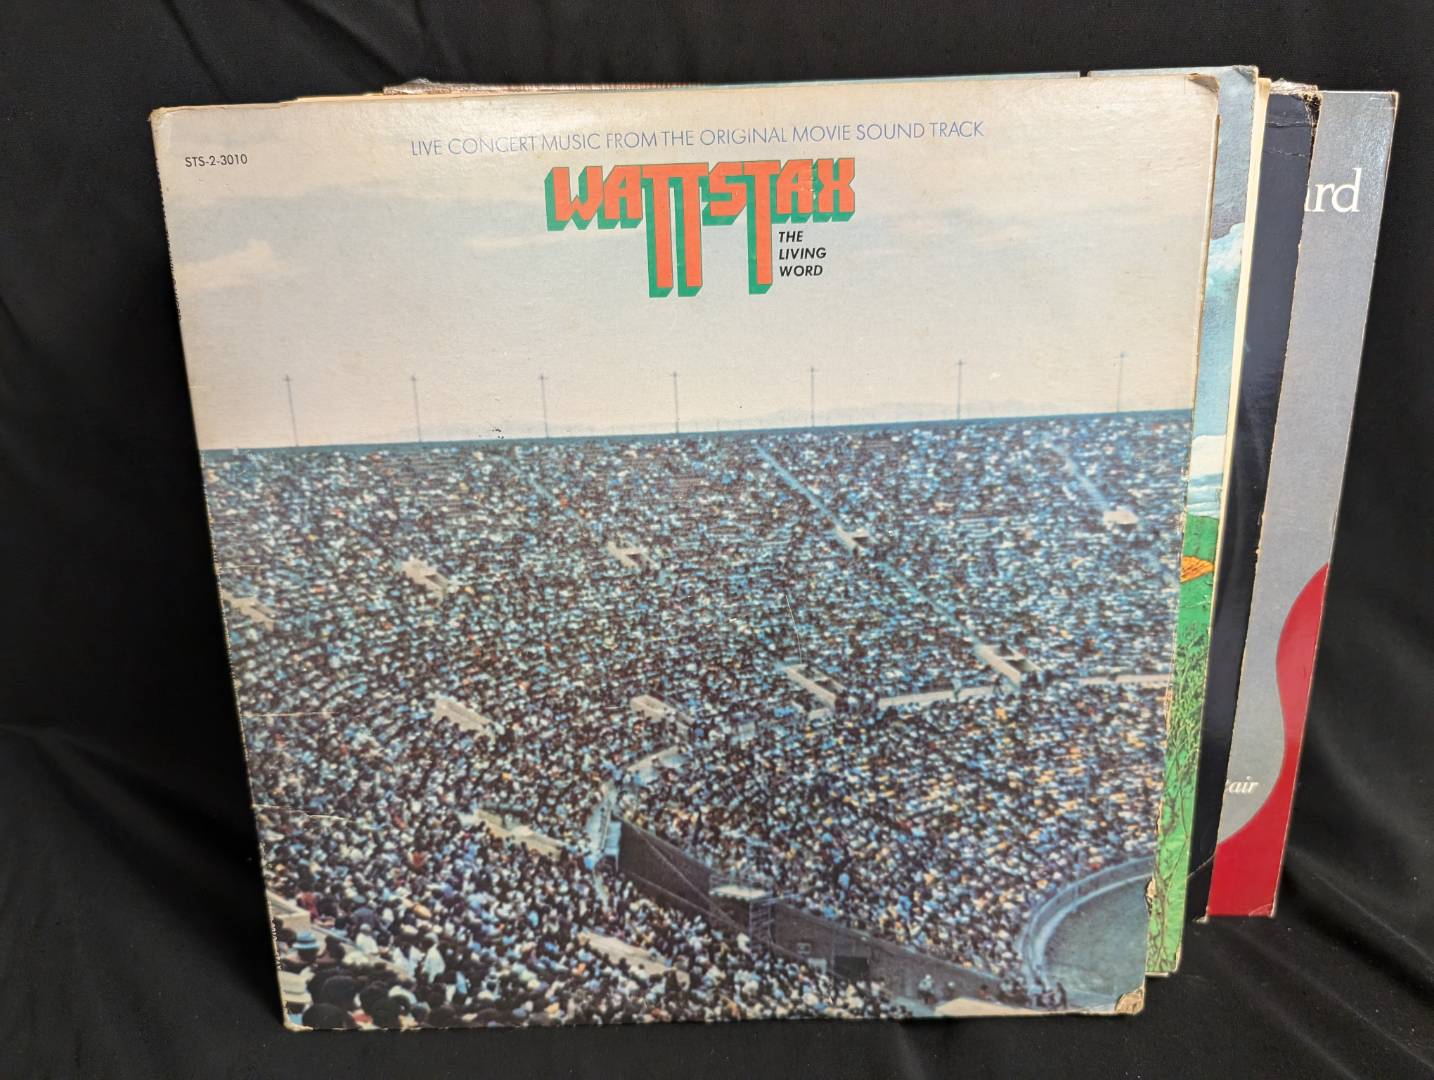 STS-2-3010
LIVE CONCERT MUSIC FROM THE ORIGINAL MOVIE SOUND TRACK
WATTSTAX
THE
LIVING
WORD